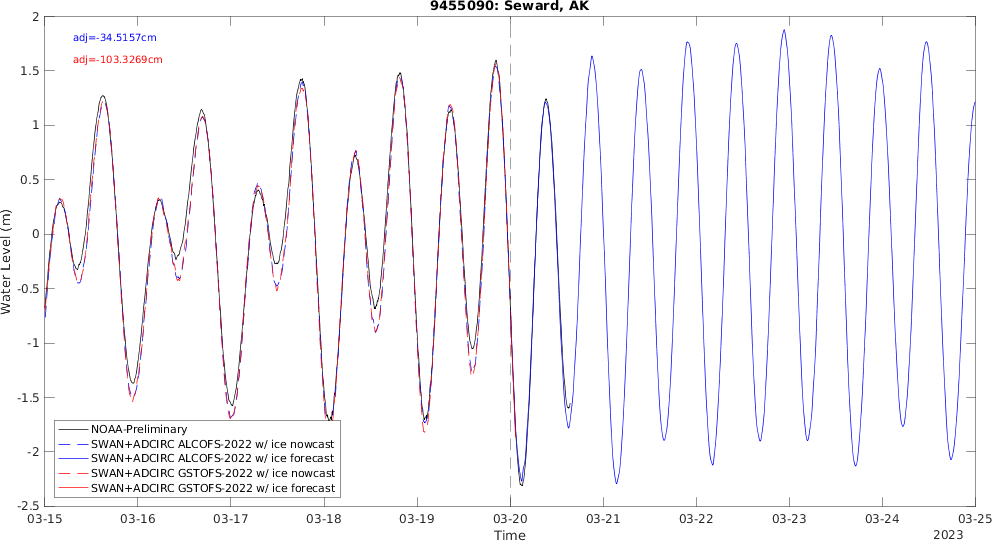 9455090: Seward, AK
adj=-34.5157cm
adj=-103.3269cm
Water Level (m)
2
1.5
1
0.5
0
-0.5
-1
-1.5
-2
-2.5
NOAA-Preliminary
SWAN+ADCIRC ALCOFS-2022 w/ ice nowcast
SWAN+ADCIRC ALCOFS-2022 w/ ice forecast
SWAN+ADCIRC GSTOFS-2022 w/ ice nowcast
SWAN+ADCIRC GSTOFS-2022 w/ ice forecast
03-15 03-16 03-17 03-18 03-19 03-20 03-21 03-22 03-23 03-24 03-25
Time
2023